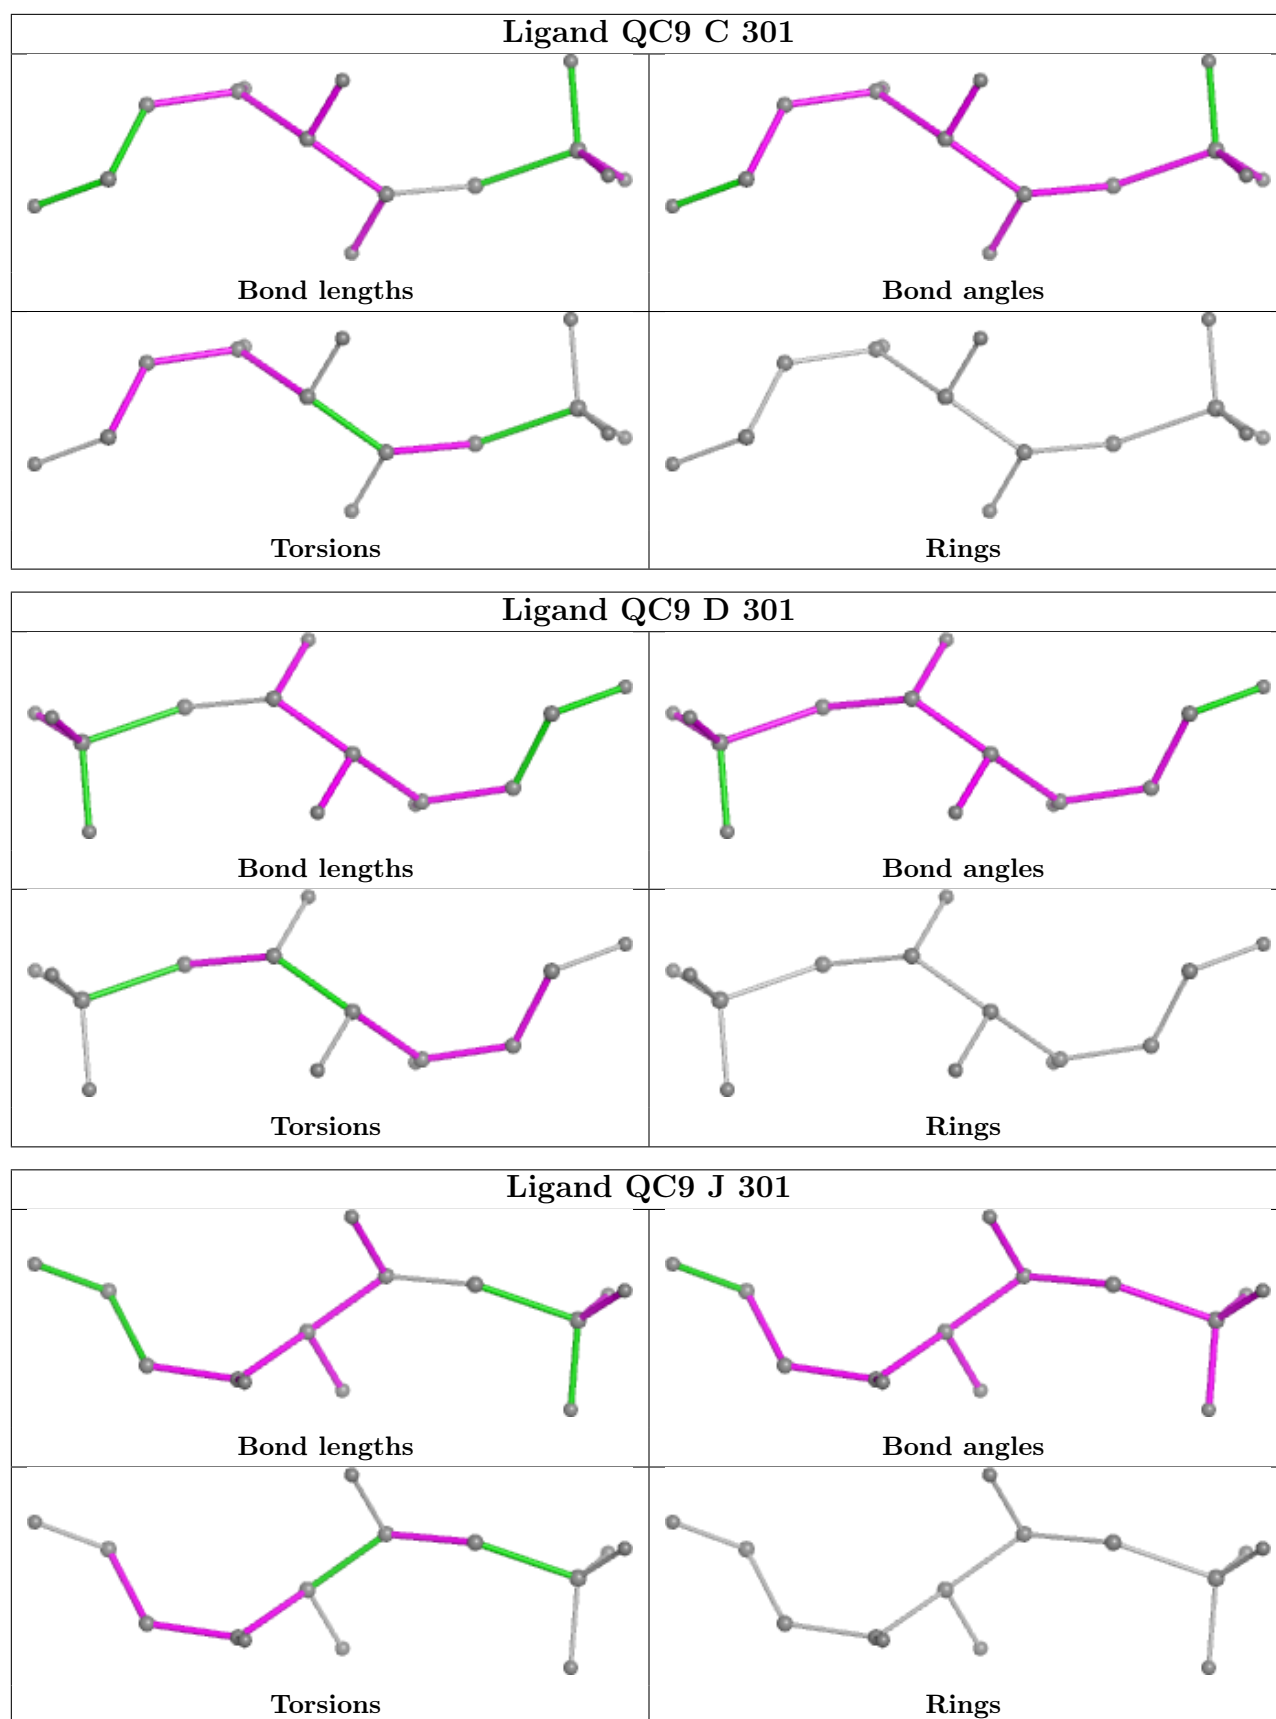 Ligand QC9 C 301
Bond lengths
Bond angles
Torsions
Rings
Ligand QC9 D 301
Bond lengths
Bond angles
Torsions
Rings
Ligand QC9 J 301
Bond lengths
Bond angles
Torsions
Rings